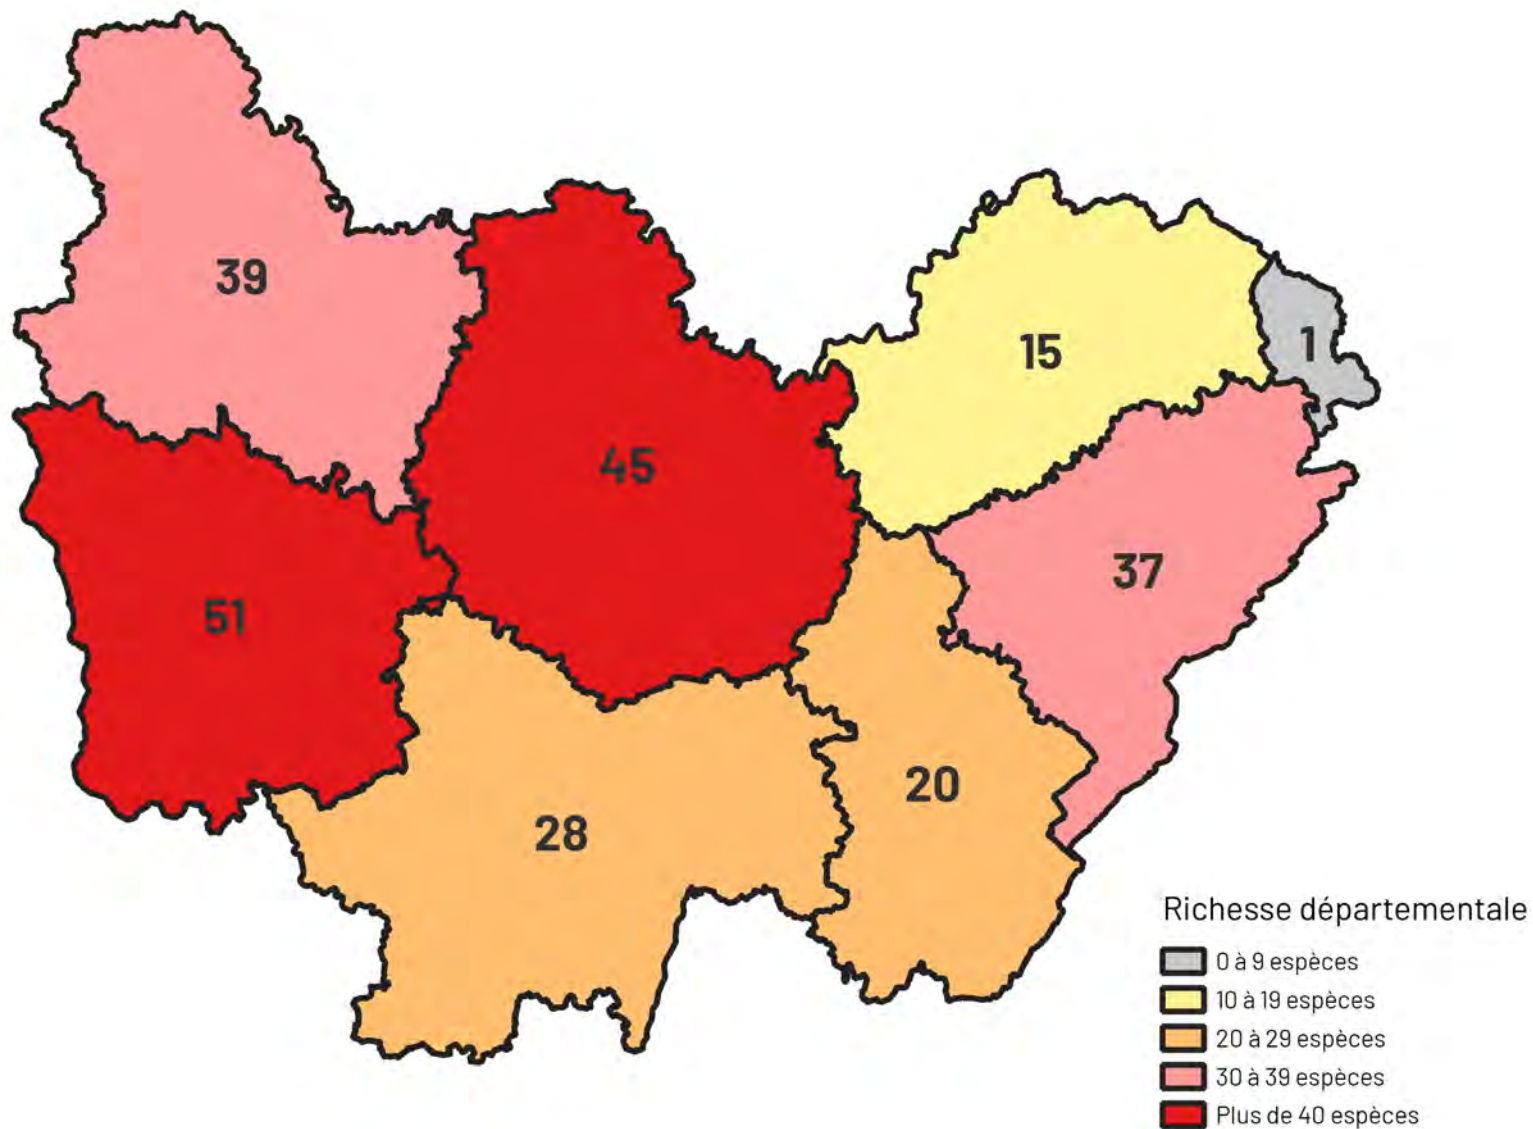 39
15
1
45
37
51
20
28
Richesse départementale
0 à 9 espèces
10 à 19 espèces
20 à 29 espèces
30 à 39 espèces
Plus de 40 espèces